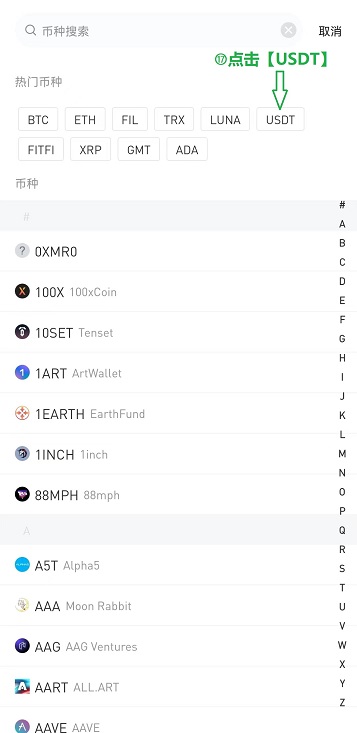 币种搜索 取消
⑰点击【USDT】
热门币种
BTC ETH FIL TRX LUNA USDT
FITFI XRP GMT ADA
币种
#
#
A
B
0XMR0
C
D
100X 100xCoin
E
F
10SET Tenset
G
H
1ART ArtWallet
I
J
1EARTH EarthFund
K
L
1INCH 1inch
M
N
88MPH 88mph
O
P
A
Q
R
A5T Alpha5
S
T
AAA Moon Rabbit
U
V
AAG AAG Ventures
W
X
AART ALL.ART
Y
Z
AAVE AAVE